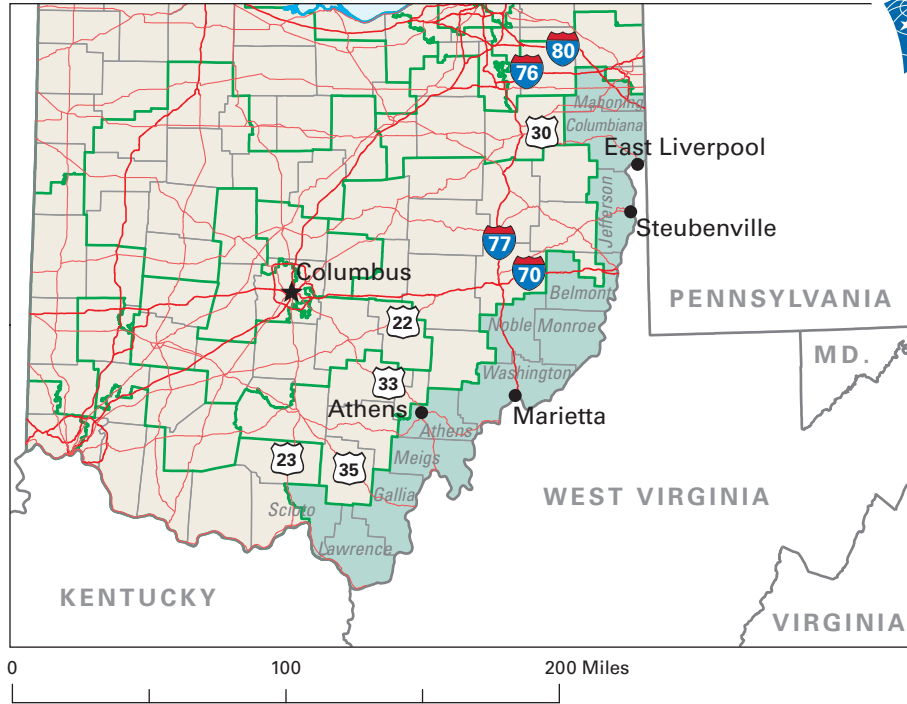 80
76
Mahoning
Columbiana
30
East Liverpool
Jefferson
Steubenville
77
Columbus
70
Belmont
PENNSYLVANIA
22
Noble
Monroe
MD.
Washington
33
Athens
Marietta
Athens
Meigs
23
35
Gallia
WEST VIRGINIA
Scioto
Lawrence
KENTUCKY
VIRGINIA
0
100
200 Miles